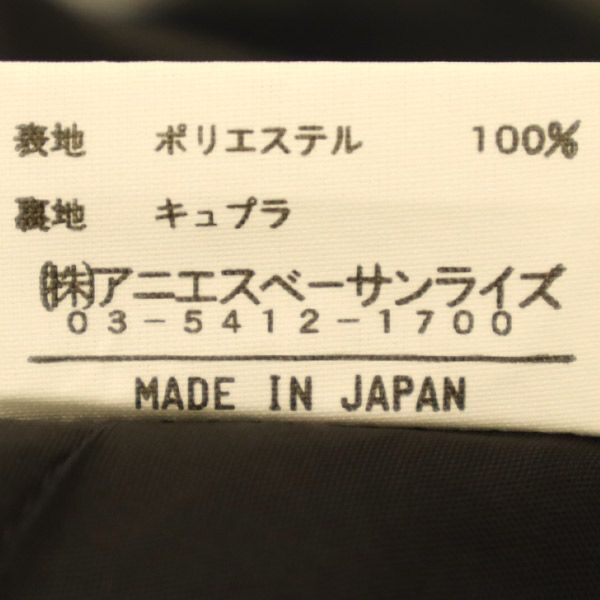 表地 ポリエステル 100%
裏地 キュプラ
(株)アニエスベーサンライズ
03-5412-1700
MADE IN JAPAN